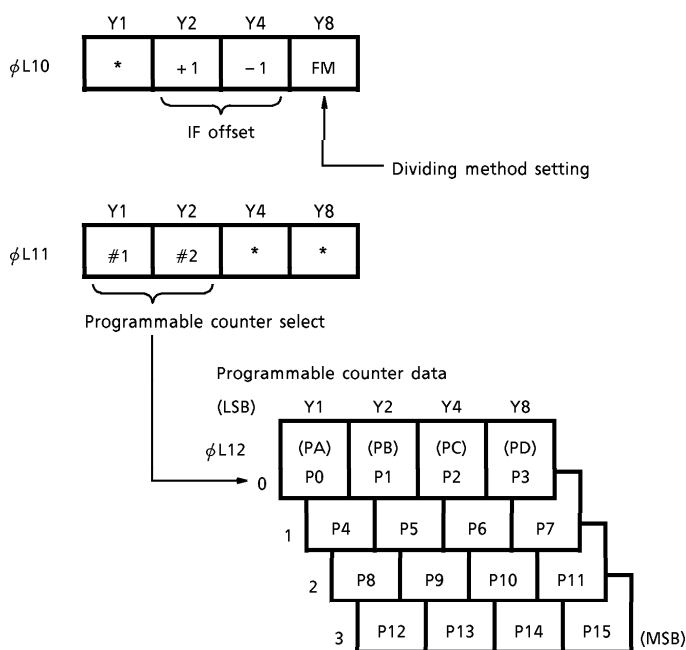 Y1 Y2 Y4 Y8
ϕL10 * +1 −1 FM
IF offset
Dividing method setting
Y1 Y2 Y4 Y8
ϕL11 #1 #2 * *
Programmable counter select
Programmable counter data
(LSB) Y1 Y2 Y4 Y8
ϕL12 (PA) (PB) (PC) (PD)
0 P0 P1 P2 P3
1 P4 P5 P6 P7
2 P8 P9 P10 P11
3 P12 P13 P14 P15 (MSB)